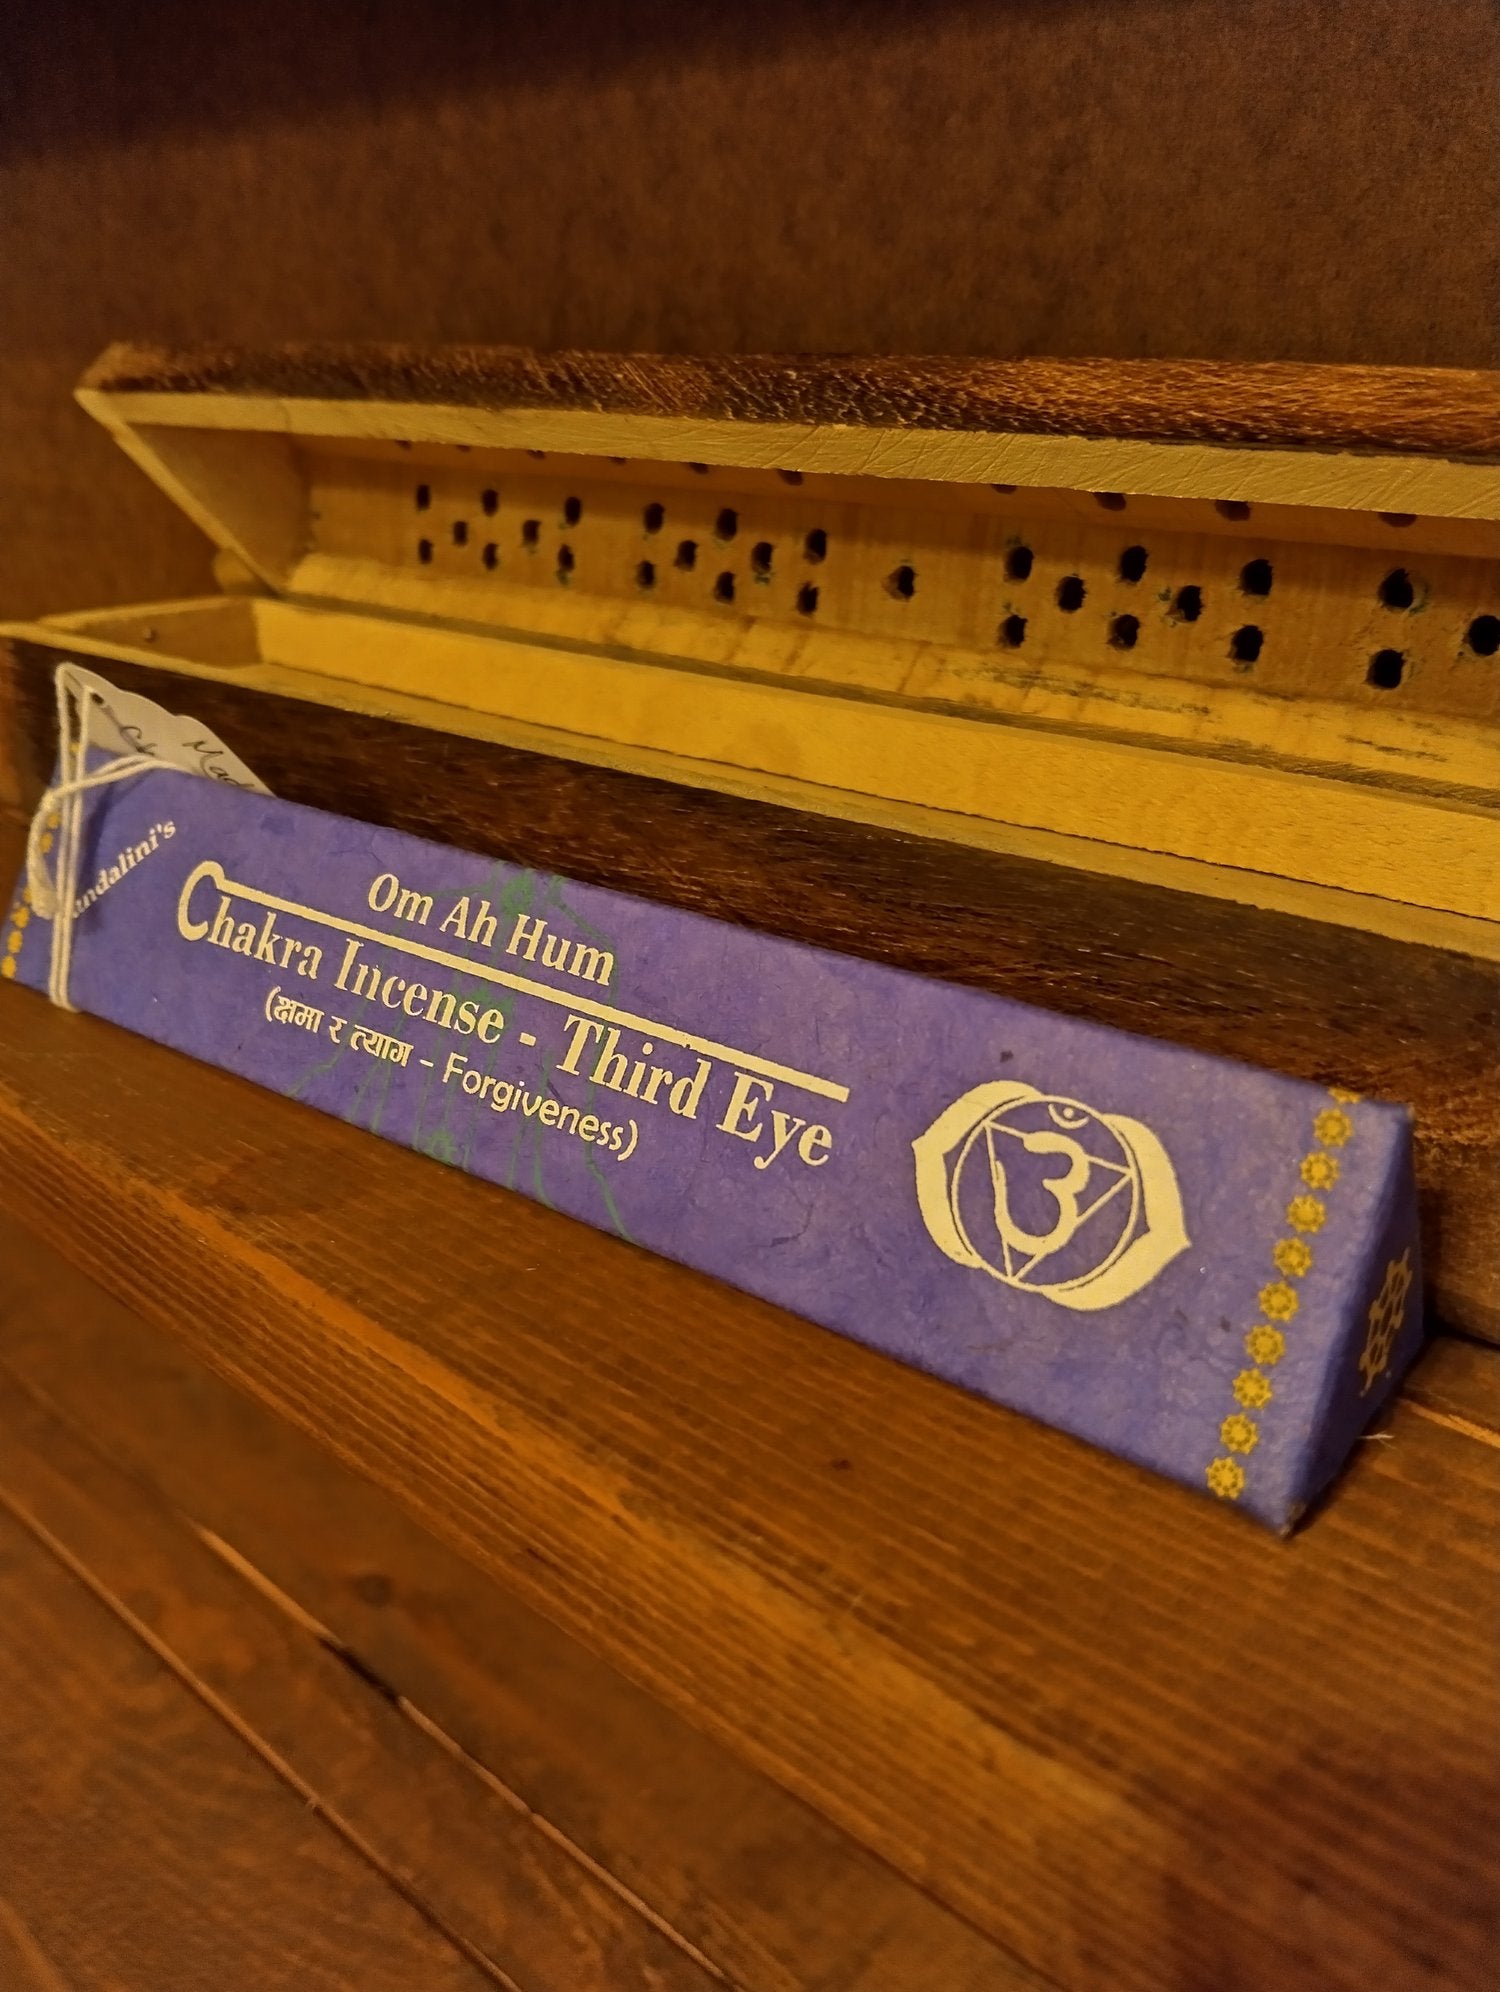 Om Ah Hum
Chakra Incense - Third Eye
(क्षमा र त्याग – Forgiveness)